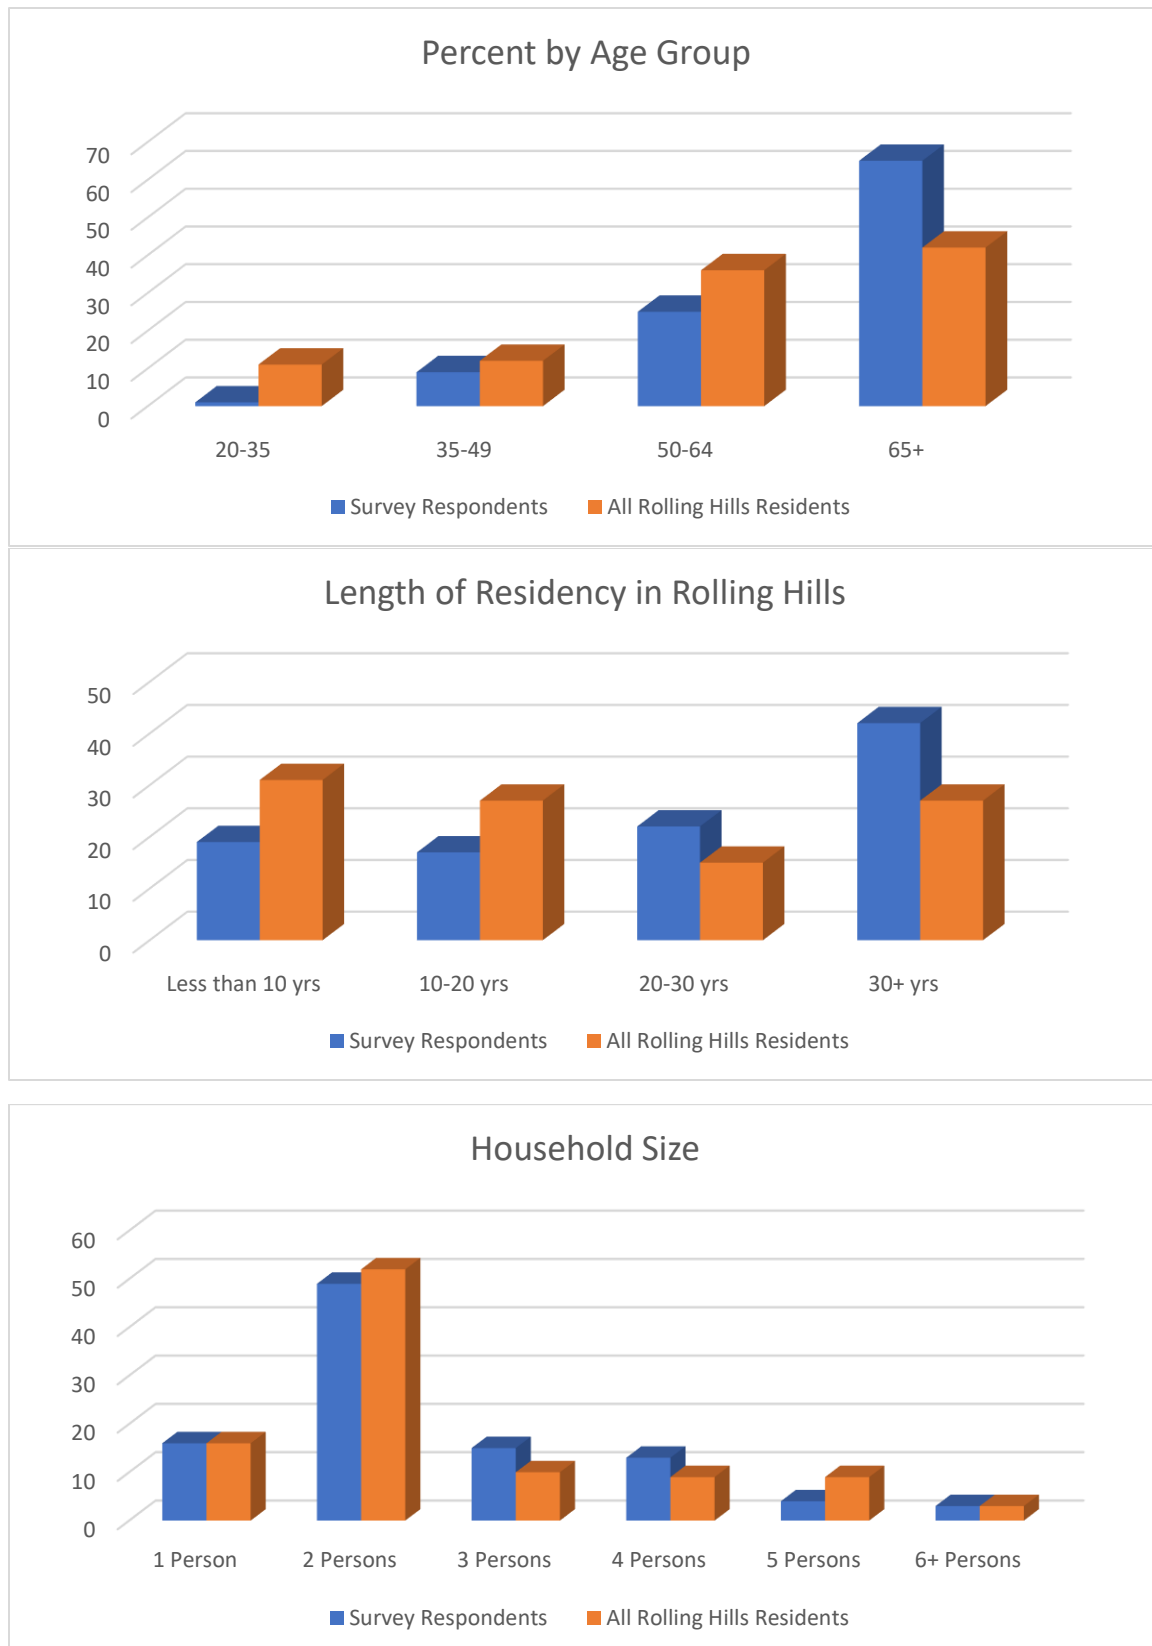 Percent by Age Group
70
60
50
40
30
20
10
0
20-35 35-49 50-64 65+
Survey Respondents All Rolling Hills Residents
Length of Residency in Rolling Hills
50
40
30
20
10
0
Less than 10 yrs 10-20 yrs 20-30 yrs 30+ yrs
Survey Respondents All Rolling Hills Residents
Household Size
60
50
40
30
20
10
0
1 Person 2 Persons 3 Persons 4 Persons 5 Persons 6+ Persons
Survey Respondents All Rolling Hills Residents